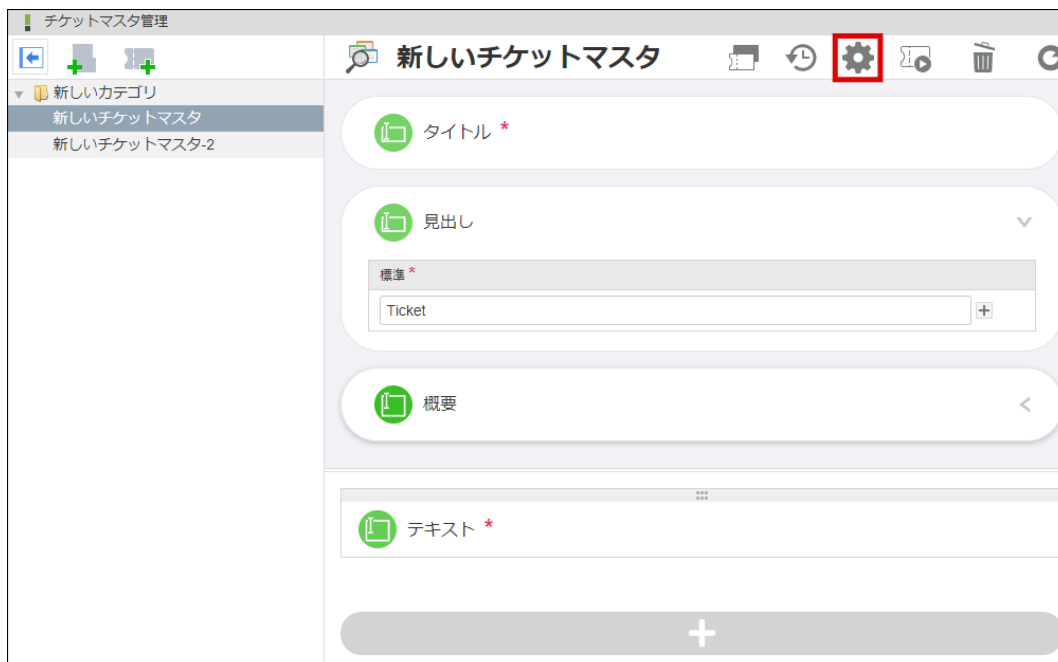 チケットマスタ管理
新しいチケットマスタ
新しいカテゴリ
新しいチケットマスタ
新しいチケットマスタ-2
タイトル *
見出し
標準 *
Ticket
概要
テキスト *